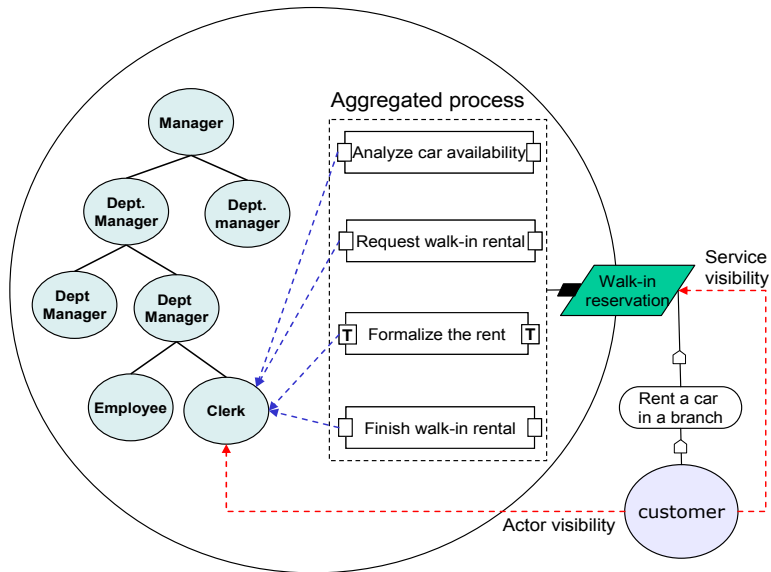 Aggregated process
Manager
Analyze car availability
Dept.
Manager
Dept.
manager
Request walk-in rental
Service
visibility
Walk-in
reservation
Dept
Manager
Dept
Manager
T
Formalize the rent
T
Employee
Clerk
Finish walk-in rental
Rent a car
in a branch
customer
Actor visibility